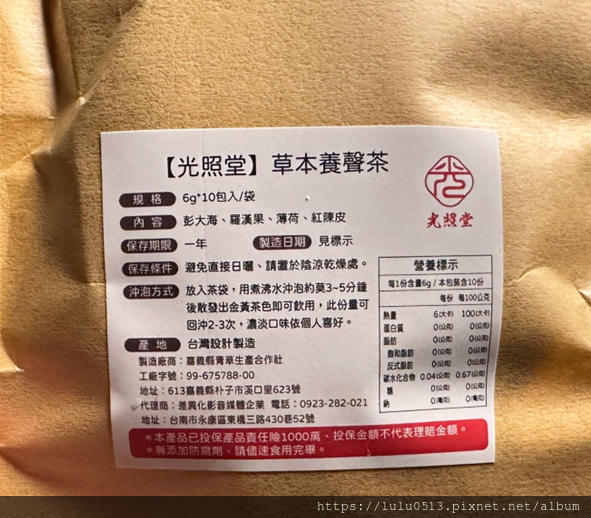 【光照堂】草本養聲茶
光照堂
規格 6g*10包入/袋
內容 彭大海、羅漢果、薄荷、紅陳皮
保存期限 一年 製造日期 見標示
保存條件 避免直接日曬、請置於陰涼乾燥處。
沖泡方式 放入茶袋，用煮沸水沖泡約莫3~5分鐘
後散發出金黃茶色即可飲用，此份量可
回沖2-3次，濃淡口味依個人喜好。
產地 台灣設計製造
製造廠商：嘉義縣青草生產合作社
工廠字號：99-675788-00
地址：613嘉義縣朴子市溪口里623號
代理商：差異化影音媒體企業 電話：0923-282-021
地址：台南市永康區東橋三路430巷52號
營養標示
每1份含量6g / 本包裝含10份
每份 每100公克
熱量 6(大卡) 100(大卡)
蛋白質 0(公克) 0(公克)
脂肪 0(公克) 0(公克)
飽和脂肪 0(公克) 0(公克)
反式脂肪 0(公克) 0(公克)
碳水化合物 0.04(公克) 0.67(公克)
糖 0(公克) 0(公克)
鈉 0(毫克) 0(毫克)
＊本產品已投保產品責任險1000萬、投保金額不代表理賠金額。
＊無添加防腐劑、請儘速食用完畢。
https://lulu0513.pixnet.net/album